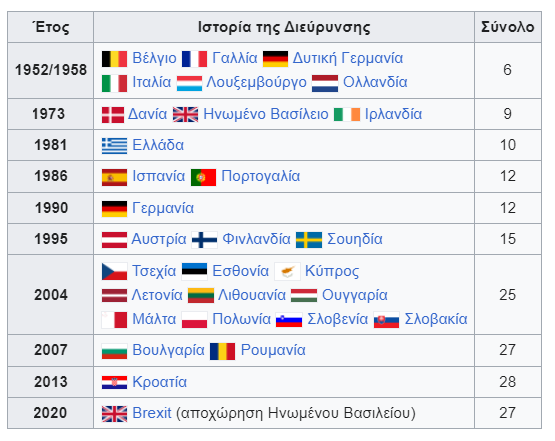 Έτος Ιστορία της Διεύρυνσης Σύνολο
1952/1958 Βέλγιο Γαλλία Δυτική Γερμανία
Ιταλία Λουξεμβούργο Ολλανδία 6
1973 Δανία Ηνωμένο Βασίλειο Ιρλανδία 9
1981 Ελλάδα 10
1986 Ισπανία Πορτογαλία 12
1990 Γερμανία 12
1995 Αυστρία Φινλανδία Σουηδία 15
2004 Τσεχία Εσθονία Κύπρος
Λετονία Λιθουανία Ουγγαρία
Μάλτα Πολωνία Σλοβενία Σλοβακία 25
2007 Βουλγαρία Ρουμανία 27
2013 Κροατία 28
2020 Brexit (αποχώρηση Ηνωμένου Βασιλείου) 27